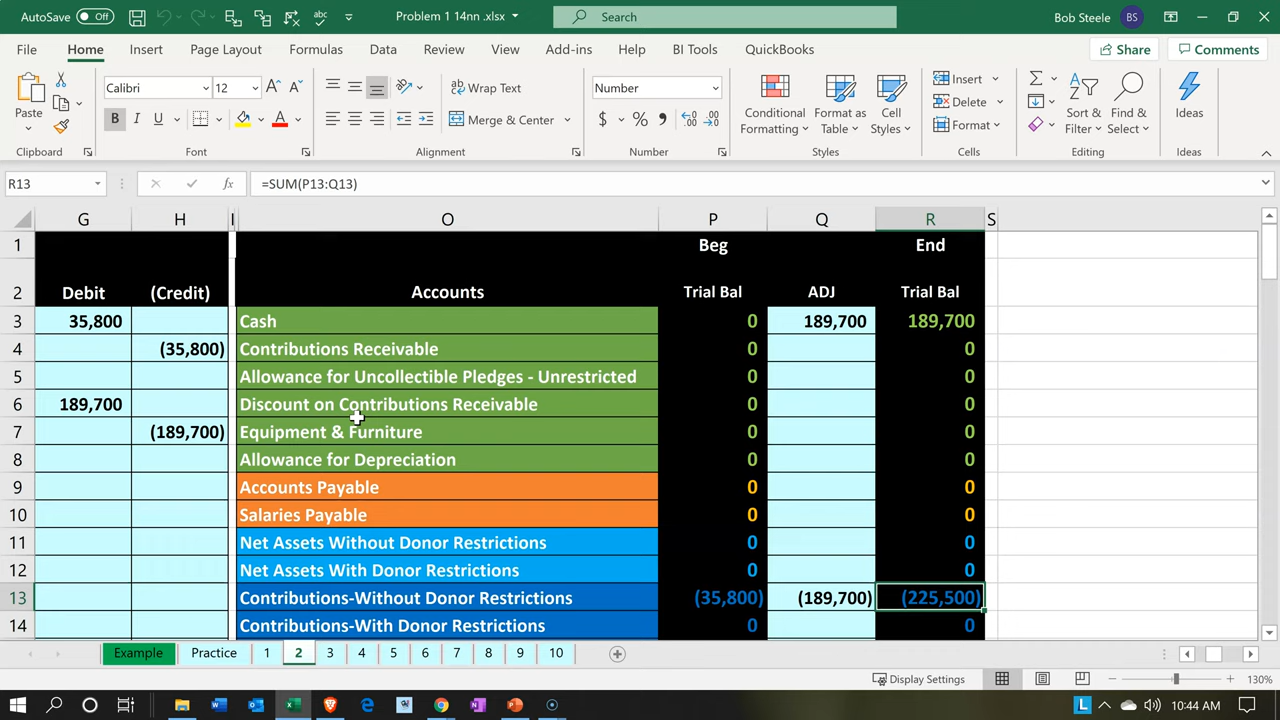 AutoSave Off Problem 1 14nn .xlsx Search Bob Steele BS
File Home Insert Page Layout Formulas Data Review View Add-ins Help BI Tools QuickBooks Share Comments
Paste Calibri 12 Wrap Text Number Conditional Formatting Format as Table Cell Styles Insert Sort & Filter Find & Select Ideas
B I U Merge & Center $ % Delete Format
Clipboard Font Alignment Number Styles Cells Editing Ideas
R13 fx =SUM(P13:Q13)
G H I O P Q R S
1 Beg End
2 Debit (Credit) Accounts Trial Bal ADJ Trial Bal
3 35,800 Cash 0 189,700 189,700
4 (35,800) Contributions Receivable 0 0
5 Allowance for Uncollectible Pledges - Unrestricted 0 0
6 189,700 Discount on Contributions Receivable 0 0
7 (189,700) Equipment & Furniture 0 0
8 Allowance for Depreciation 0 0
9 Accounts Payable 0 0
10 Salaries Payable 0 0
11 Net Assets Without Donor Restrictions 0 0
12 Net Assets With Donor Restrictions 0 0
13 Contributions-Without Donor Restrictions (35,800) (189,700) (225,500)
14 Contributions-With Donor Restrictions 0 0
Example Practice 1 2 3 4 5 6 7 8 9 10
Display Settings 130%
10:44 AM